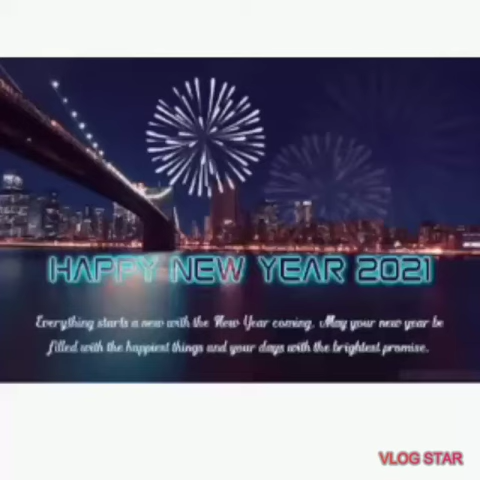 HAPPY NEW YEAR 2021
Everything starts a new with the New Year coming. May your new year be
filled with the happiest things and your days with the brightest promise.
VLOG STAR